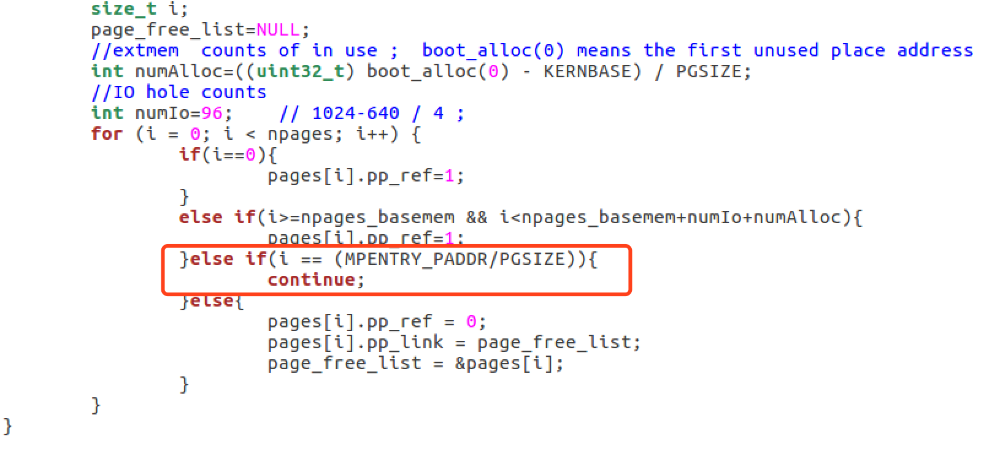 size_t i;
page_free_list=NULL;
//extmem  counts of in use ;  boot_alloc(0) means the first unused place address
int numAlloc=((uint32_t) boot_alloc(0) - KERNBASE) / PGSIZE;
//IO hole counts
int numIo=96;    // 1024-640 / 4 ;
for (i = 0; i < npages; i++) {
if(i==0){
pages[i].pp_ref=1;
}
else if(i>=npages_basemem && i<npages_basemem+numIo+numAlloc){
pages[i].pp_ref=1;
}else if(i == (MPENTRY_PADDR/PGSIZE)){
continue;
}else{
pages[i].pp_ref = 0;
pages[i].pp_link = page_free_list;
page_free_list = &pages[i];
}
}
}